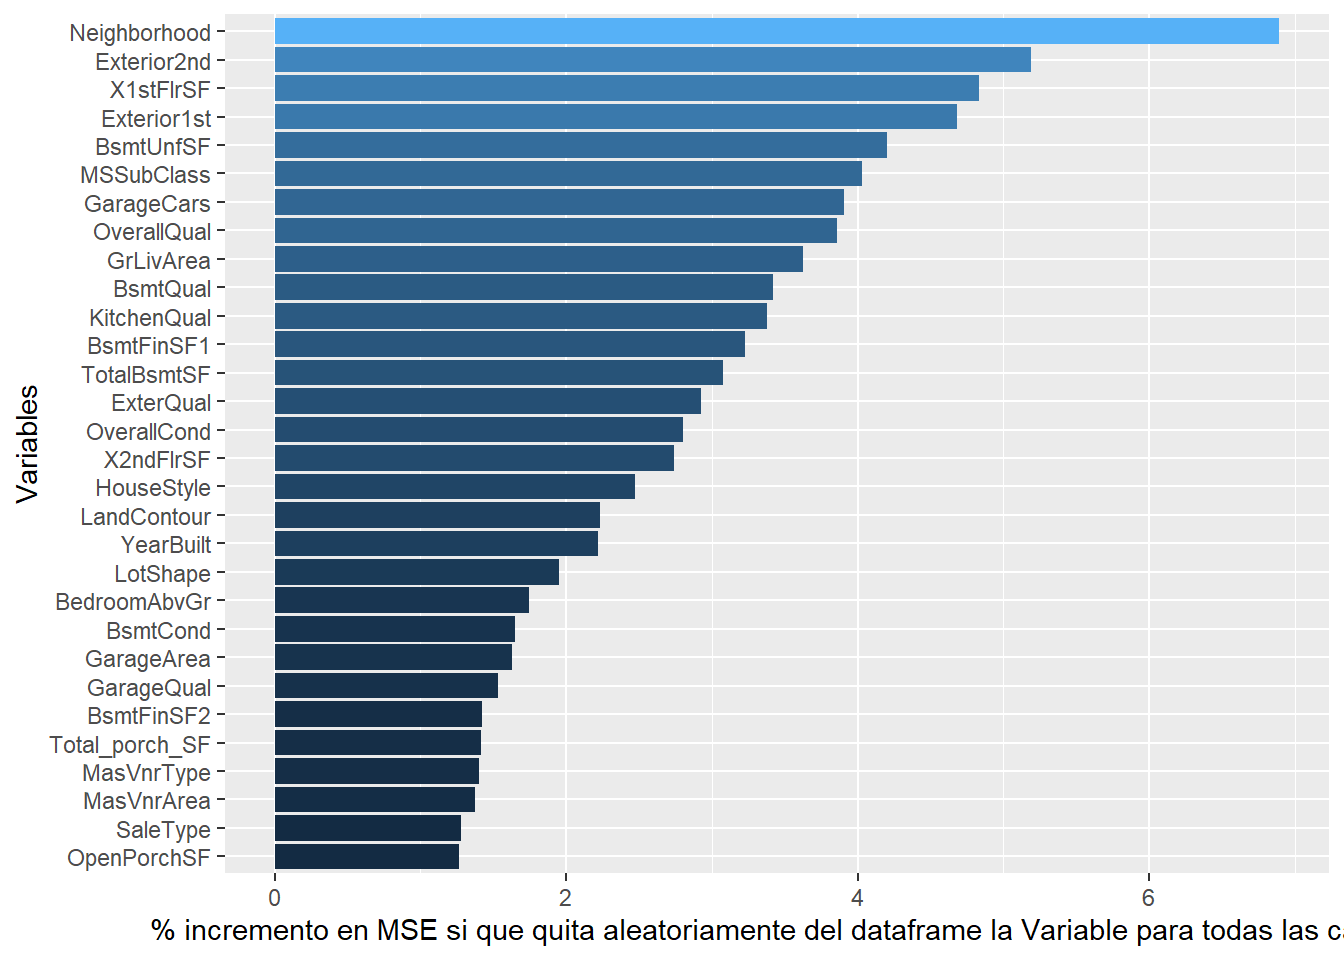 Neighborhood
Exterior2nd
X1stFlrSF
Exterior1st
BsmtUnfSF
MSSubClass
GarageCars
OverallQual
GrLivArea
BsmtQual
KitchenQual
BsmtFinSF1
TotalBsmtSF
ExterQual
OverallCond
X2ndFlrSF
HouseStyle
LandContour
YearBuilt
LotShape
BedroomAbvGr
BsmtCond
GarageArea
GarageQual
BsmtFinSF2
Total_porch_SF
MasVnrType
MasVnrArea
SaleType
OpenPorchSF
Variables
0 2 4 6
% incremento en MSE si que quita aleatoriamente del dataframe la Variable para todas las